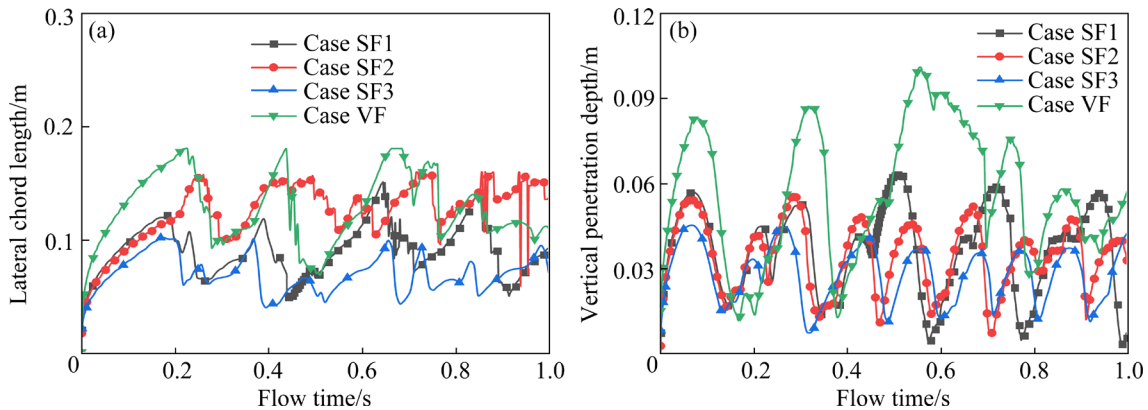 (a)
Case SF1
Case SF2
Case SF3
Case VF
Lateral chord length/m
0.3
0.2
0.1
0
0.2
0.4
0.6
0.8
1.0
Flow time/s
(b)
Case SF1
Case SF2
Case SF3
Case VF
Vertical penetration depth/m
0.12
0.09
0.06
0.03
0
0.2
0.4
0.6
0.8
1.0
Flow time/s